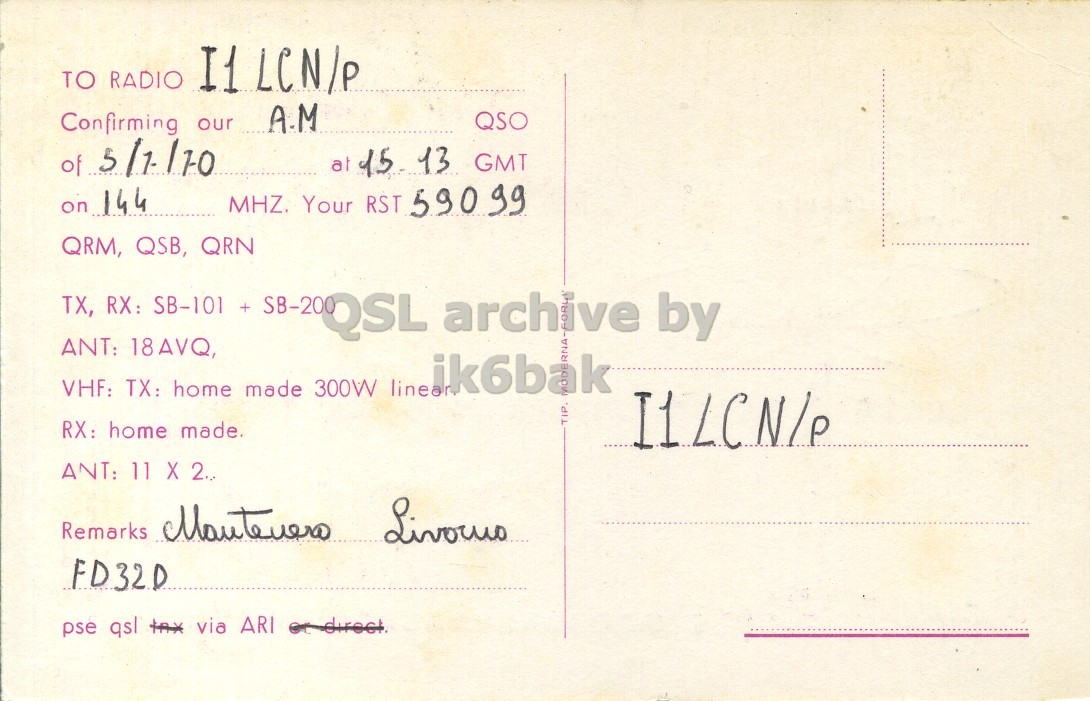 TO RADIO I1 LCN/p
Confirming our A.M QSO
of 5/7/70 at 15.13 GMT
on 144 MHZ. Your RST 59099
QRM, QSB, QRN
TX, RX: SB-101 + SB-200
ANT: 18AVQ,
VHF: TX: home made 300W linear.
RX: home made.
ANT: 11 X 2.
Remarks Montenero Livorno
FD32D
pse qsl tnx via ARI or direct.
TIP. MODERNA-FORLI'
I1LCN/p
QSL archive by
ik6bak